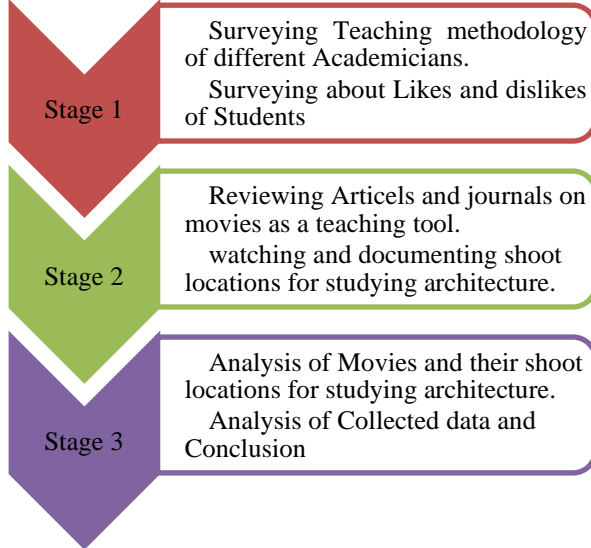 Stage 1
Surveying Teaching methodology
of different Academicians.
Surveying about Likes and dislikes
of Students
Stage 2
Reviewing Articels and journals on
movies as a teaching tool.
watching and documenting shoot
locations for studying architecture.
Stage 3
Analysis of Movies and their shoot
locations for studying architecture.
Analysis of Collected data and
Conclusion